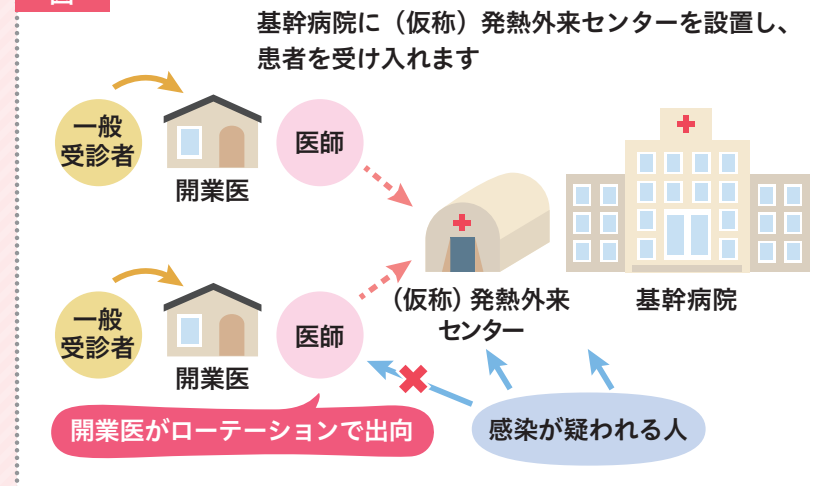 基幹病院に（仮称）発熱外来センターを設置し、
患者を受け入れます
一般
受診者
開業医
医師
一般
受診者
開業医
医師
（仮称）発熱外来
センター
基幹病院
開業医がローテーションで出向
感染が疑われる人